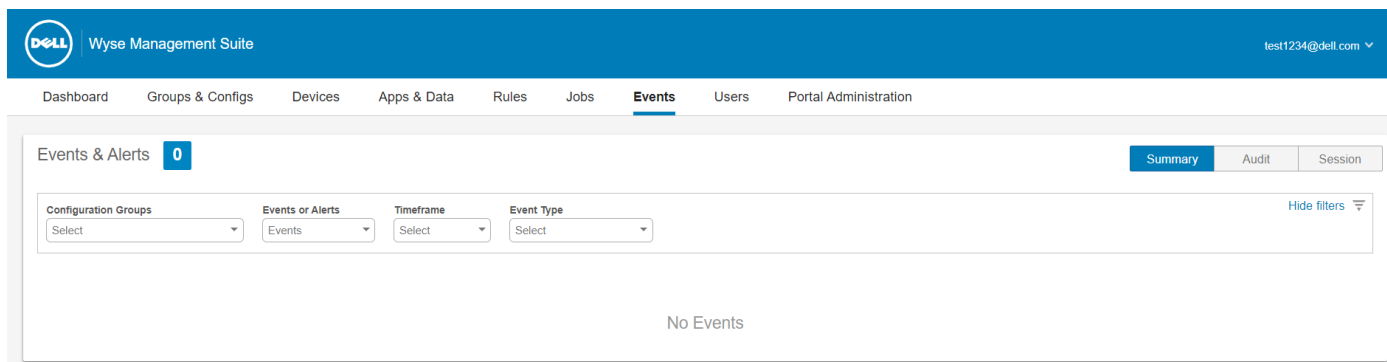 DELL Wyse Management Suite test1234@dell.com
Dashboard Groups & Configs Devices Apps & Data Rules Jobs Events Users Portal Administration
Events & Alerts 0 Summary Audit Session
Configuration Groups Events or Alerts Timeframe Event Type Hide filters
Select Events Select Select
No Events